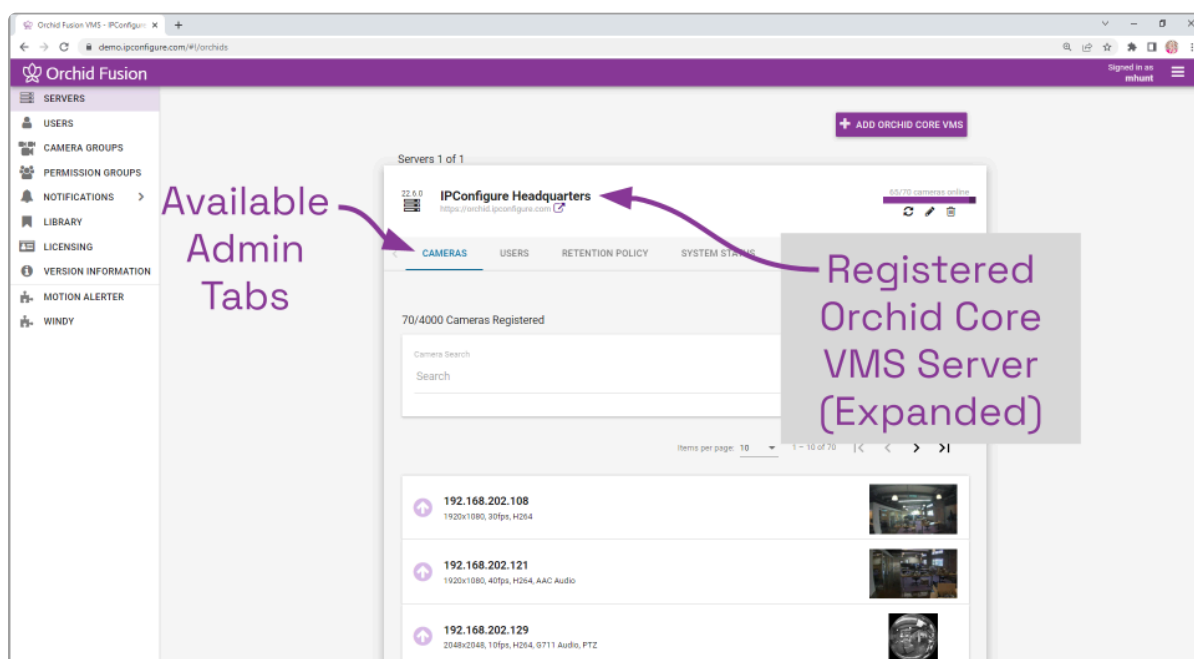 Orchid Fusion VMS - IPConfigure
demo.ipconfigure.com/#!/orchids
Orchid Fusion
Signed in as
mhunt
SERVERS
USERS
CAMERA GROUPS
PERMISSION GROUPS
NOTIFICATIONS
LIBRARY
LICENSING
VERSION INFORMATION
MOTION ALERTER
WINDY
ADD ORCHID CORE VMS
Servers 1 of 1
22.6.0
IPConfigure Headquarters
https://orchid.ipconfigure.com
65/70 cameras online
Available
Admin
Tabs
CAMERAS USERS RETENTION POLICY SYSTEM STATUS
Registered
Orchid Core
VMS Server
(Expanded)
70/4000 Cameras Registered
Camera Search
Search
Items per page: 10 1 – 10 of 70
192.168.202.108
1920x1080, 30fps, H264
192.168.202.121
1920x1080, 40fps, H264, AAC Audio
192.168.202.129
2048x2048, 10fps, H264, G711 Audio, PTZ